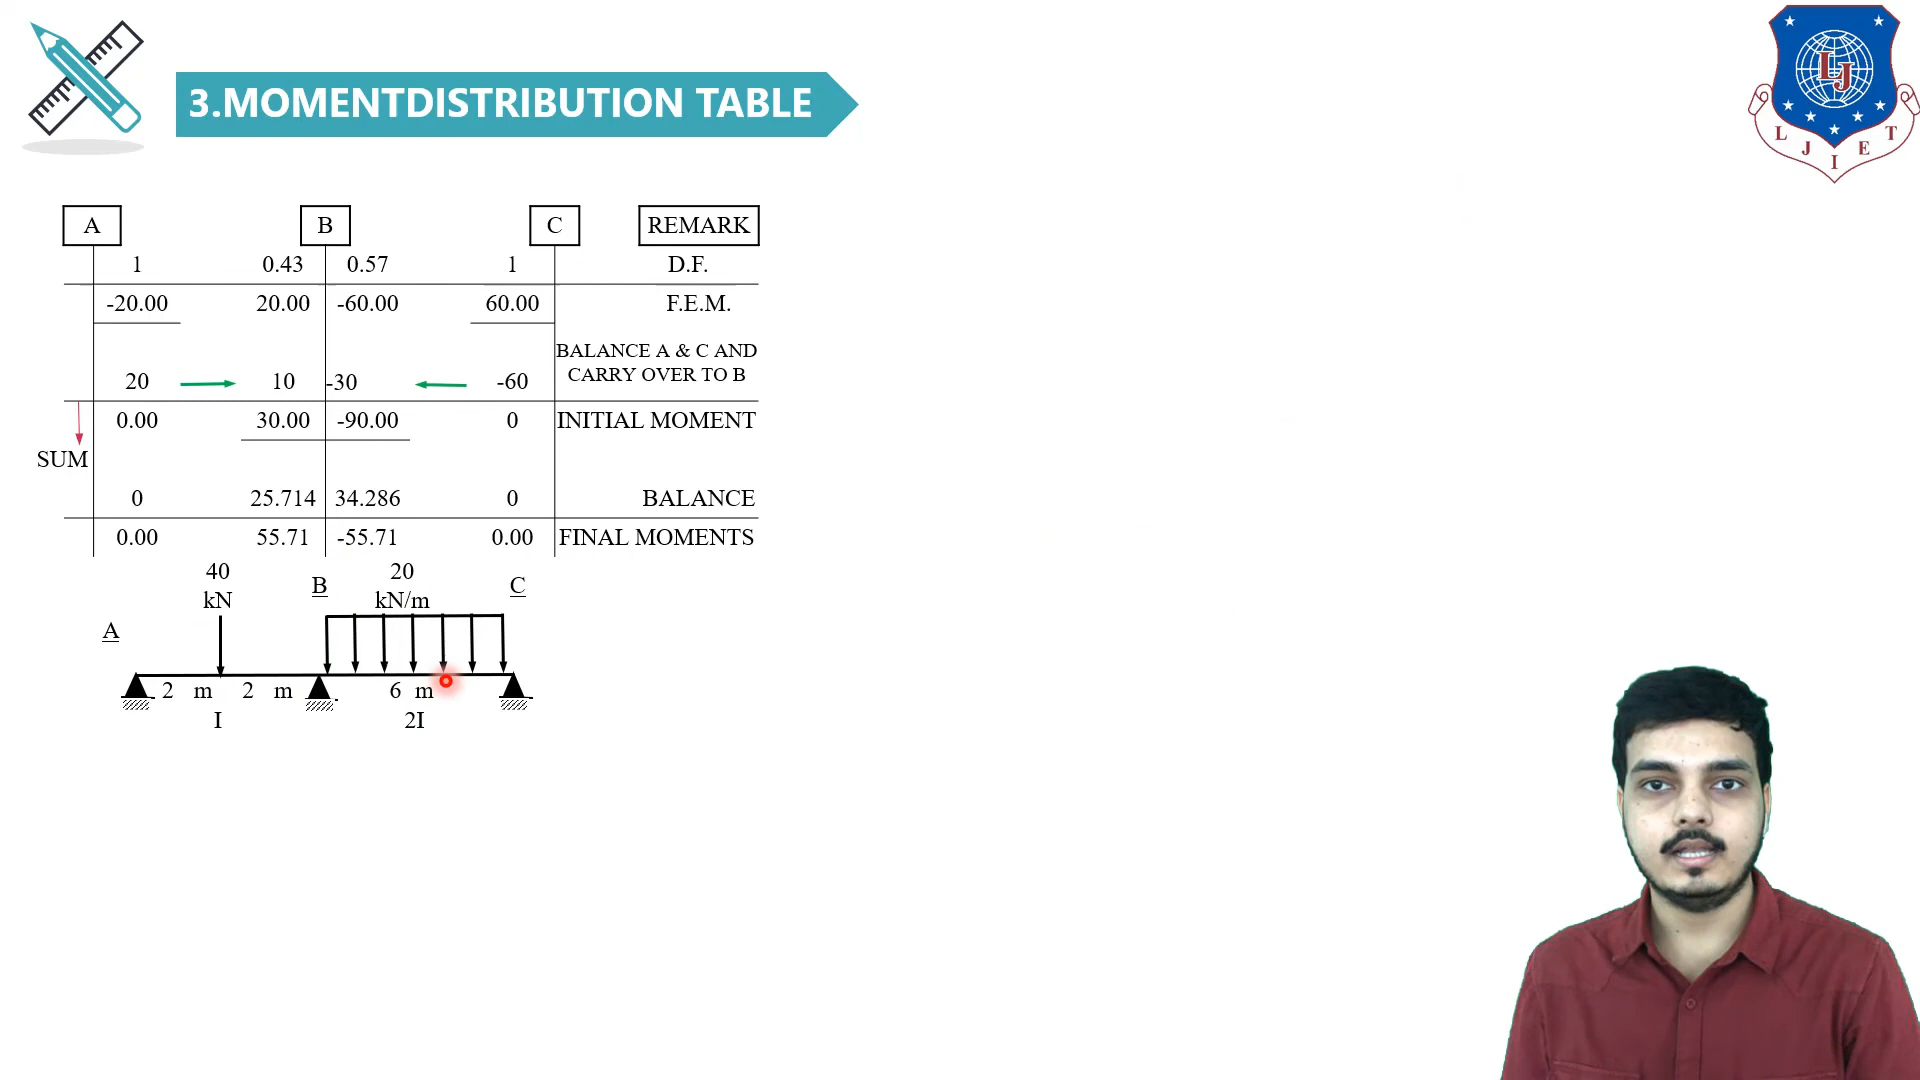 3.MOMENTDISTRIBUTION TABLE
LJ
L J I E T
A B C REMARK
1 0.43 0.57 1 D.F.
-20.00 20.00 -60.00 60.00 F.E.M.
BALANCE A & C AND
CARRY OVER TO B
20 10 -30 -60
0.00 30.00 -90.00 0 INITIAL MOMENT
SUM
0 25.714 34.286 0 BALANCE
0.00 55.71 -55.71 0.00 FINAL MOMENTS
40
kN
B
20
kN/m
C
A
2 m 2 m 6 m
I 2I